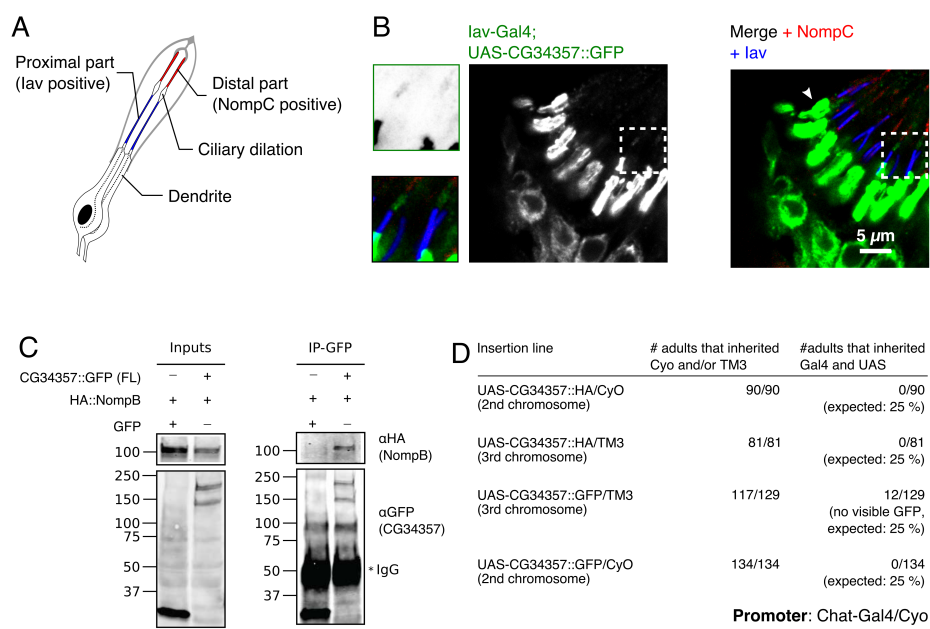 A
Proximal part
(Iav positive)
Distal part
(NompC positive)
Ciliary dilation
Dendrite
B
Iav-Gal4;
UAS-CG34357::GFP
Merge + NompC
+ Iav
5 µm
C
Inputs
IP-GFP
CG34357::GFP (FL)
– +
– +
HA::NompB
+ +
+ +
GFP
+ –
+ –
100
100
αHA
(NompB)
250
150
100
75
50
37
250
150
100
75
50
37
αGFP
(CG34357)
* IgG
D
Insertion line
# adults that inherited
Cyo and/or TM3
#adults that inherited
Gal4 and UAS
UAS-CG34357::HA/CyO
(2nd chromosome)
90/90
0/90
(expected: 25 %)
UAS-CG34357::HA/TM3
(3rd chromosome)
81/81
0/81
(expected: 25 %)
UAS-CG34357::GFP/TM3
(3rd chromosome)
117/129
12/129
(no visible GFP,
expected: 25 %)
UAS-CG34357::GFP/CyO
(2nd chromosome)
134/134
0/134
(expected: 25 %)
Promoter: Chat-Gal4/Cyo